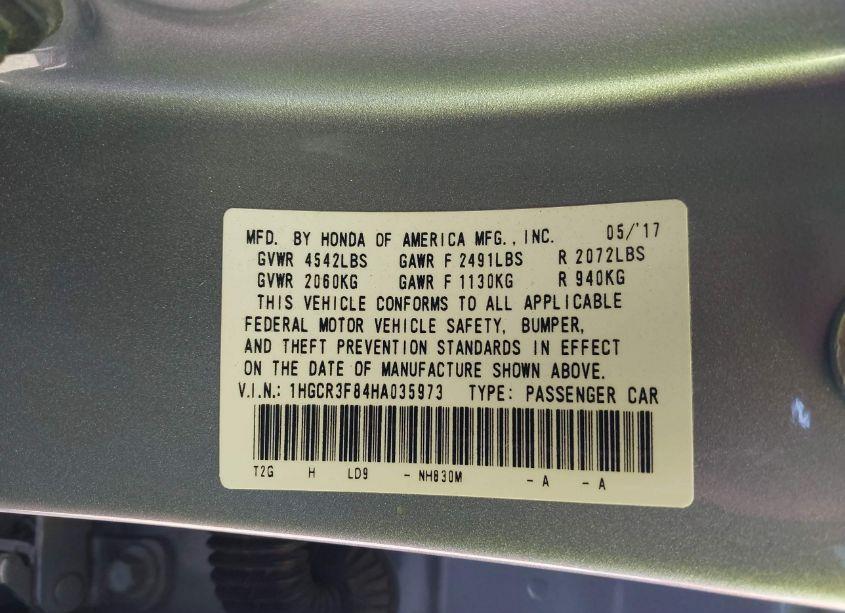 MFD. BY HONDA OF AMERICA MFG., INC. 05/'17
GVWR 4542LBS GAWR F 2491LBS R 2072LBS
GVWR 2060KG GAWR F 1130KG R 940KG
THIS VEHICLE CONFORMS TO ALL APPLICABLE
FEDERAL MOTOR VEHICLE SAFETY, BUMPER,
AND THEFT PREVENTION STANDARDS IN EFFECT
ON THE DATE OF MANUFACTURE SHOWN ABOVE.
V.I.N.: 1HGCR3F84HA035973 TYPE: PASSENGER CAR
T2G H LD9 - NH830M - A - A